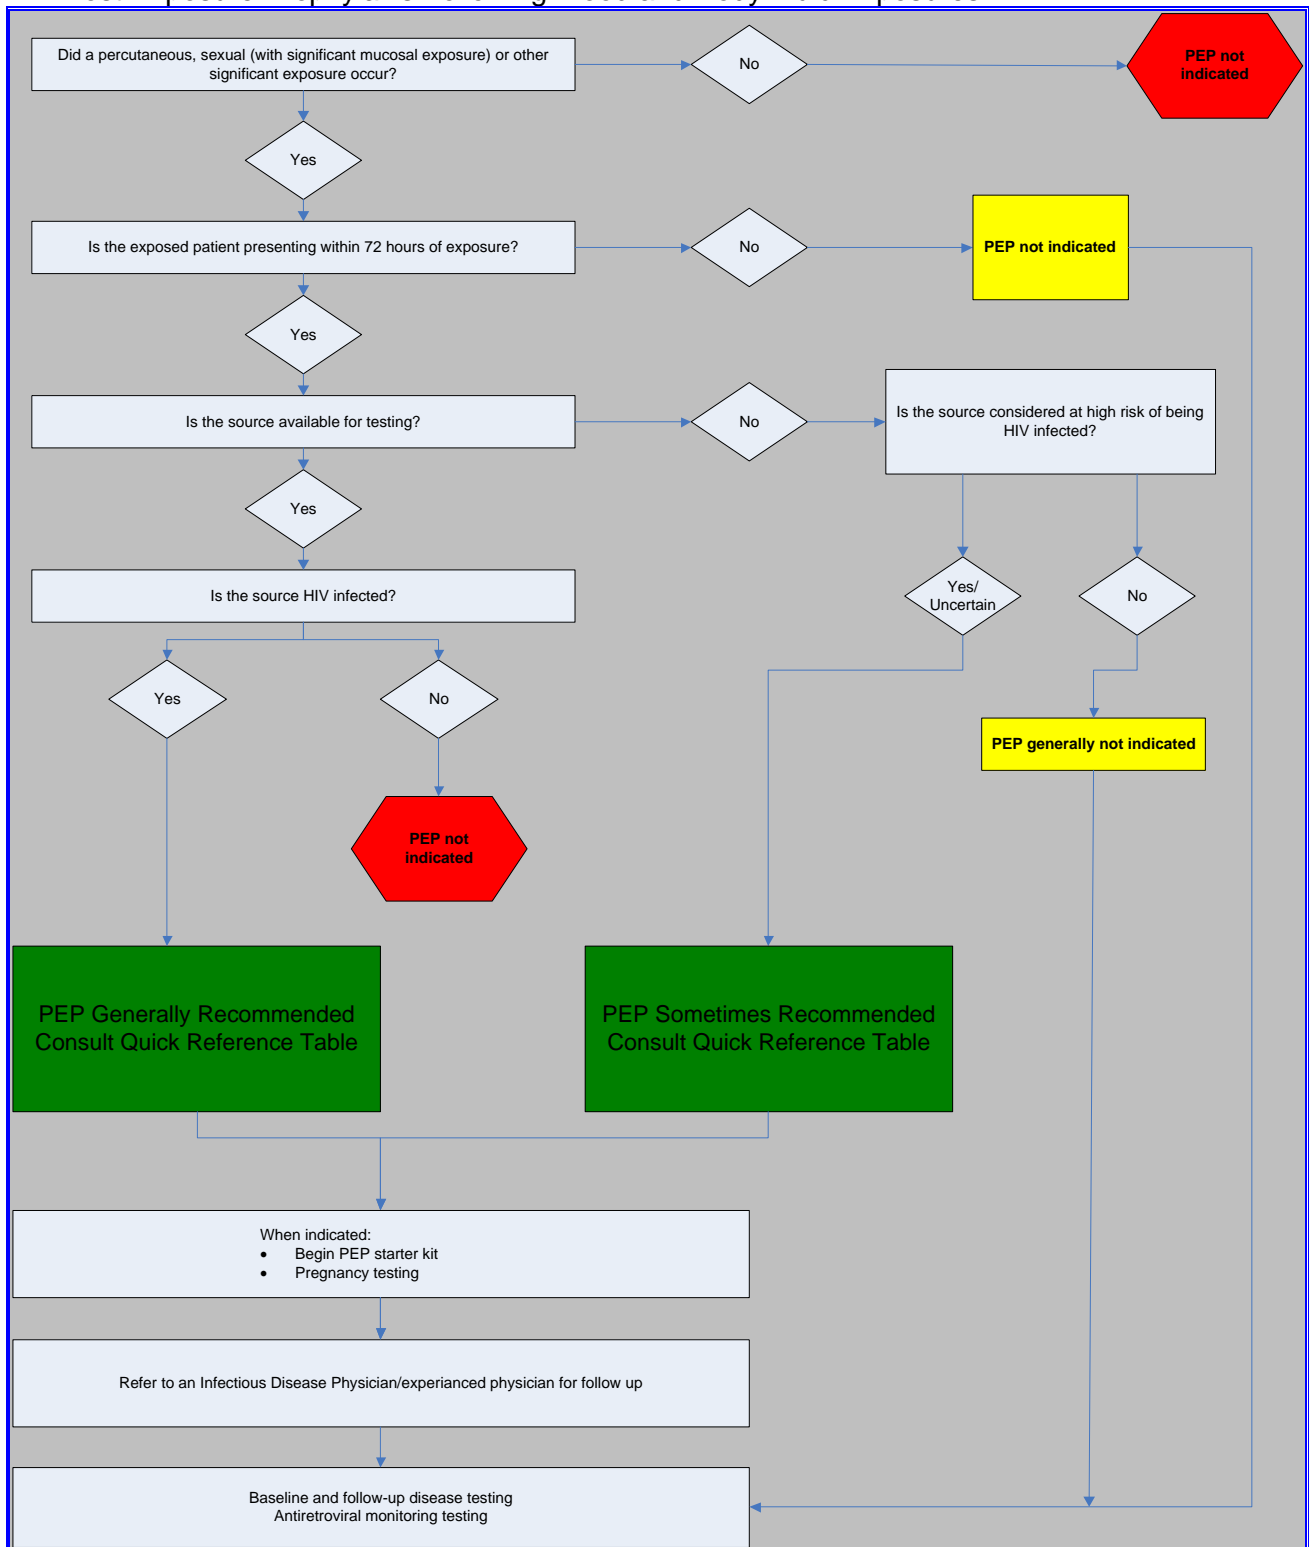 Did a percutaneous, sexual (with significant mucosal exposure) or other
significant exposure occur?
No
PEP not
indicated
Yes
Is the exposed patient presenting within 72 hours of exposure?
No
PEP not indicated
Yes
Is the source available for testing?
No
Is the source considered at high risk of being
HIV infected?
Yes
Is the source HIV infected?
Yes/
Uncertain
No
Yes
No
PEP generally not indicated
PEP not
indicated
PEP Generally Recommended
Consult Quick Reference Table
PEP Sometimes Recommended
Consult Quick Reference Table
When indicated:
• Begin PEP starter kit
• Pregnancy testing
Refer to an Infectious Disease Physician/experianced physician for follow up
Baseline and follow-up disease testing
Antiretroviral monitoring testing